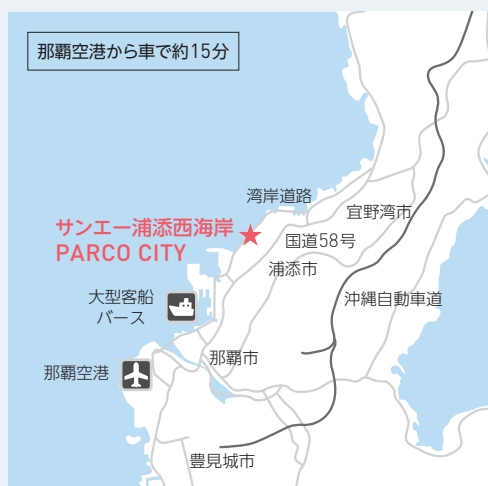 那覇空港から車で約15分
湾岸道路
宜野湾市
サンエー浦添西海岸
PARCO CITY
国道58号
浦添市
大型客船
バース
沖縄自動車道
那覇市
那覇空港
豊見城市